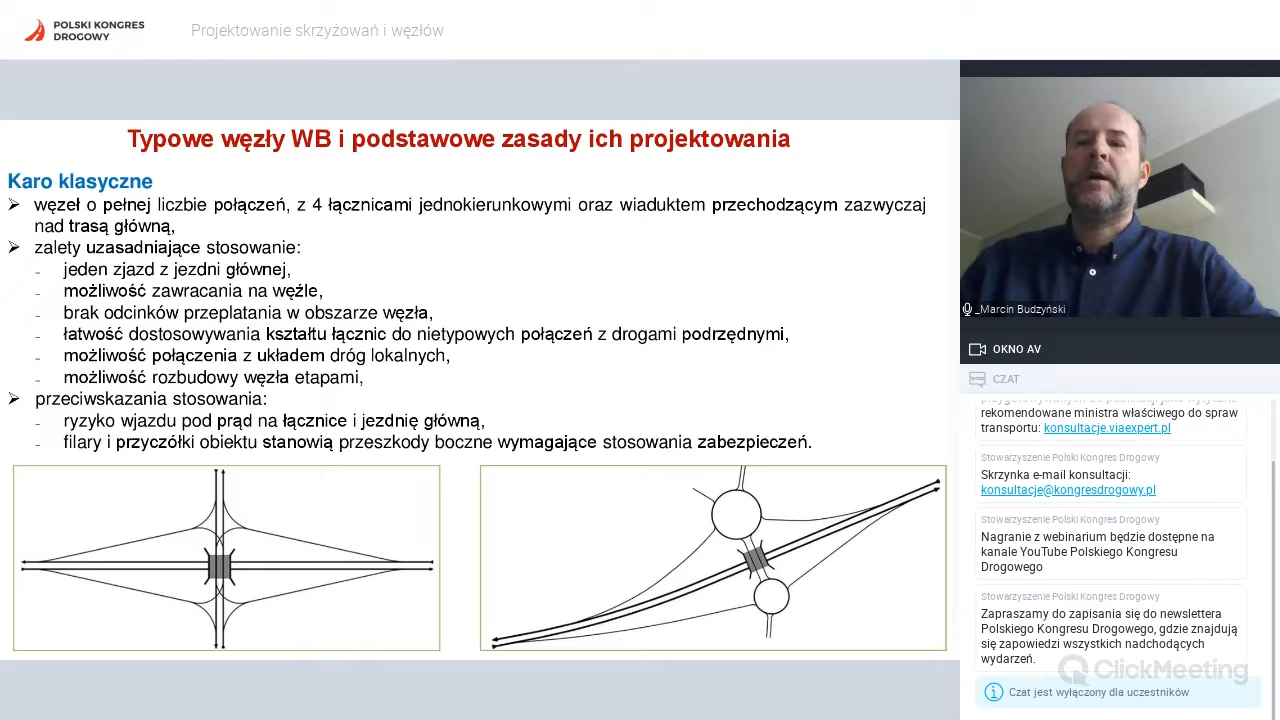 POLSKI KONGRES
DROGOWY
Projektowanie skrzyżowań i węzłów
Typowe węzły WB i podstawowe zasady ich projektowania
Karo klasyczne
węzeł o pełnej liczbie połączeń, z 4 łącznicami jednokierunkowymi oraz wiaduktem przechodzącym zazwyczaj
nad trasą główną,
zalety uzasadniające stosowanie:
- jeden zjazd z jezdni głównej,
- możliwość zawracania na węźle,
- brak odcinków przeplatania w obszarze węzła,
- łatwość dostosowywania kształtu łącznic do nietypowych połączeń z drogami podrzędnymi,
- możliwość połączenia z układem dróg lokalnych,
- możliwość rozbudowy węzła etapami,
przeciwskazania stosowania:
- ryzyko wjazdu pod prąd na łącznice i jezdnię główną,
- filary i przyczółki obiektu stanowią przeszkody boczne wymagające stosowania zabezpieczeń.
_Marcin Budzyński
OKNO AV
CZAT
rekomendowane ministra właściwego do spraw
transportu: konsultacje.viaexpert.pl
Stowarzyszenie Polski Kongres Drogowy
Skrzynka e-mail konsultacji:
konsultacje@kongresdrogowy.pl
Stowarzyszenie Polski Kongres Drogowy
Nagranie z webinarium będzie dostępne na
kanale YouTube Polskiego Kongresu
Drogowego
Stowarzyszenie Polski Kongres Drogowy
Zapraszamy do zapisania się do newslettera
Polskiego Kongresu Drogowego, gdzie znajdują
się zapowiedzi wszystkich nadchodzących
wydarzeń.
ClickMeeting
Czat jest wyłączony dla uczestników